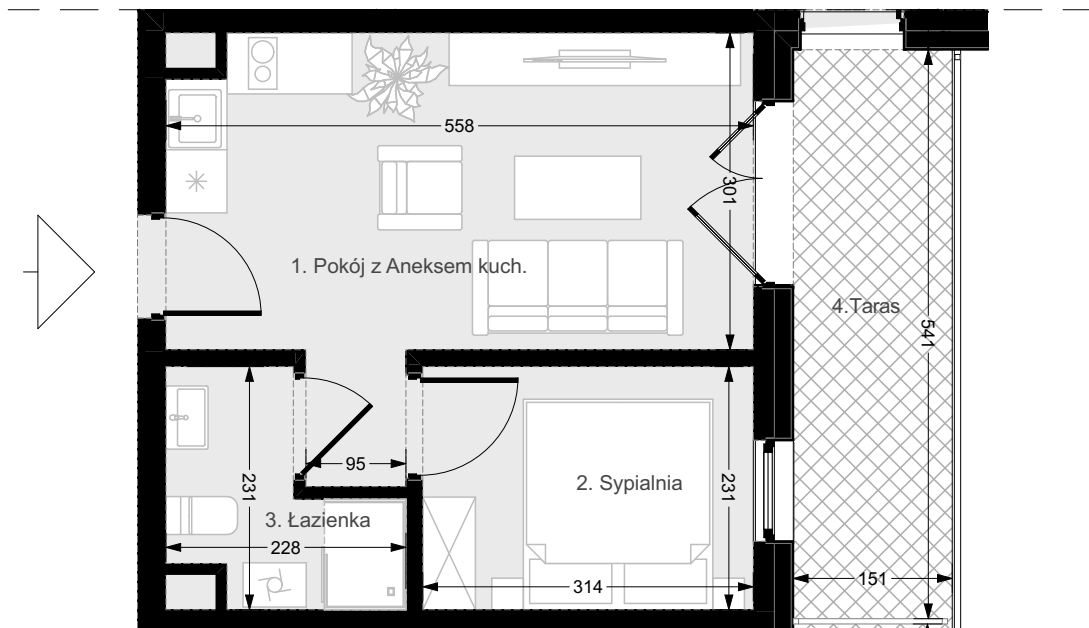 558
301
1. Pokój z Aneksem kuch.
4.Taras
541
95
231
2. Sypialnia
231
3. Łazienka
228
314
151